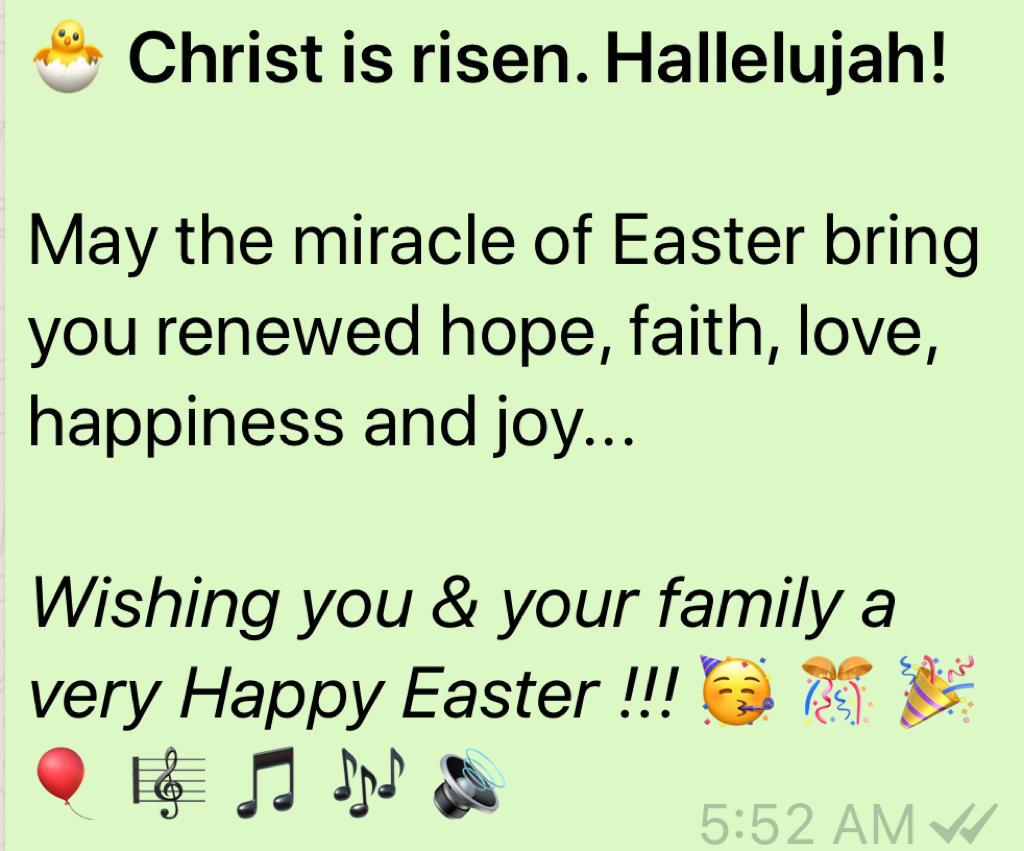 🐣 Christ is risen. Hallelujah!
May the miracle of Easter bring
you renewed hope, faith, love,
happiness and joy...
Wishing you & your family a
very Happy Easter !!! 🥳 🎊 🎉
🎈 🎼 🎵 🎶 🔊
5:52 AM